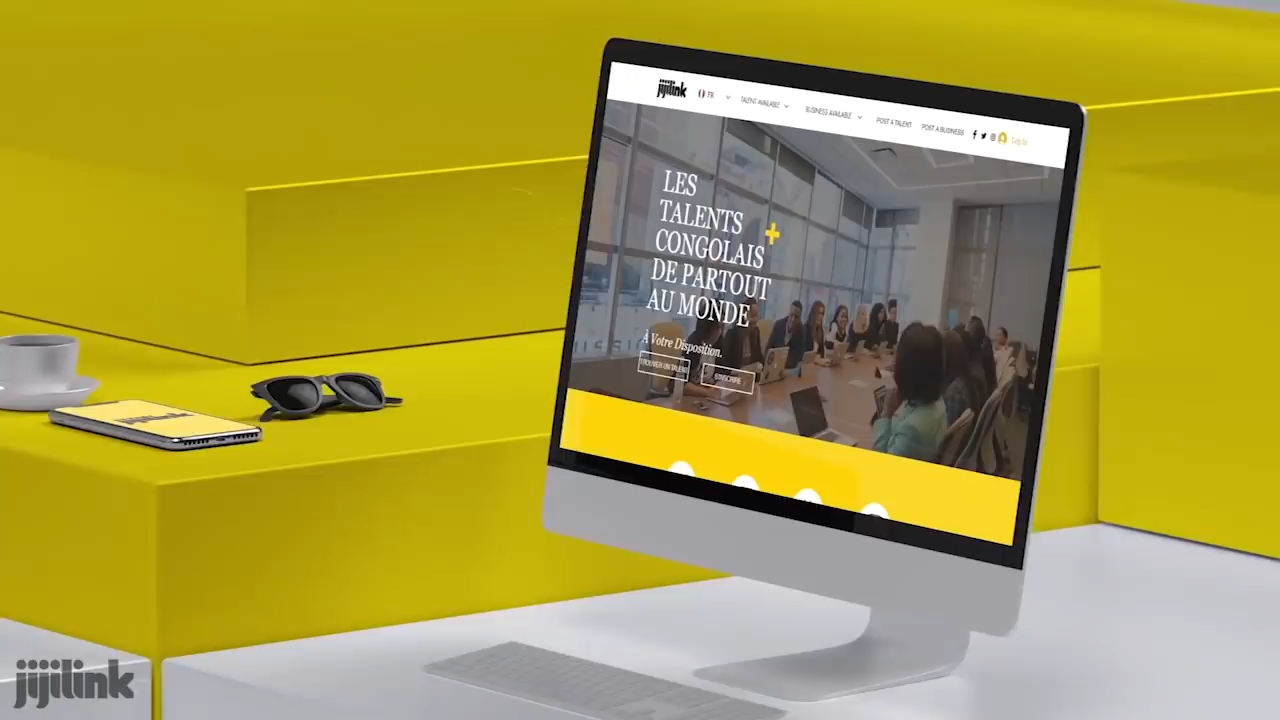 jijilink
FR
TALENT AVAILABLE
BUSINESS AVAILABLE
POST A TALENT
POST A BUSINESS
Log In
LES
TALENTS
CONGOLAIS
DE PARTOUT
AU MONDE
À Votre Disposition.
TROUVER UN TALENT
S'INSCRIRE
jijilink
jijilink